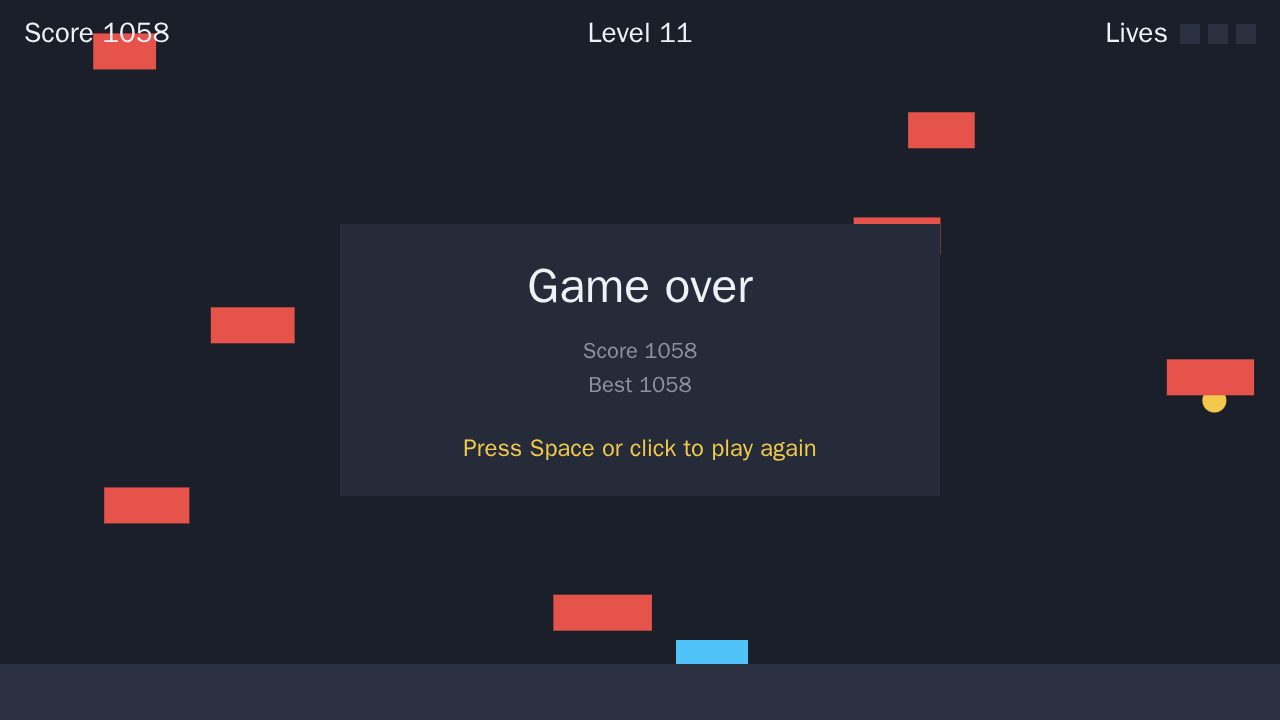 Score 1058
Level 11
Lives
Game over
Score 1058
Best 1058
Press Space or click to play again